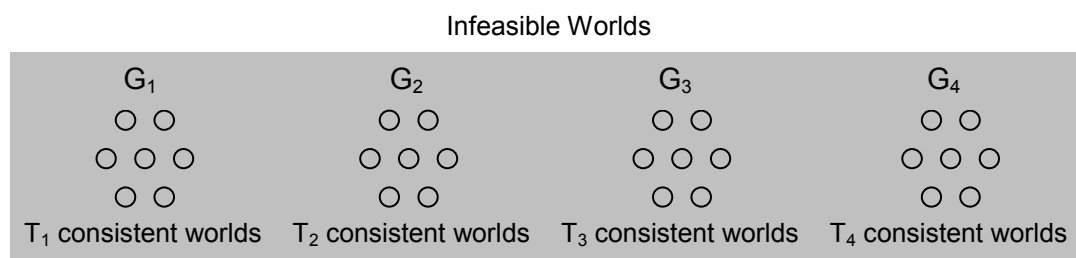 Infeasible Worlds
G₁ G₂ G₃ G₄
T₁ consistent worlds T₂ consistent worlds T₃ consistent worlds T₄ consistent worlds